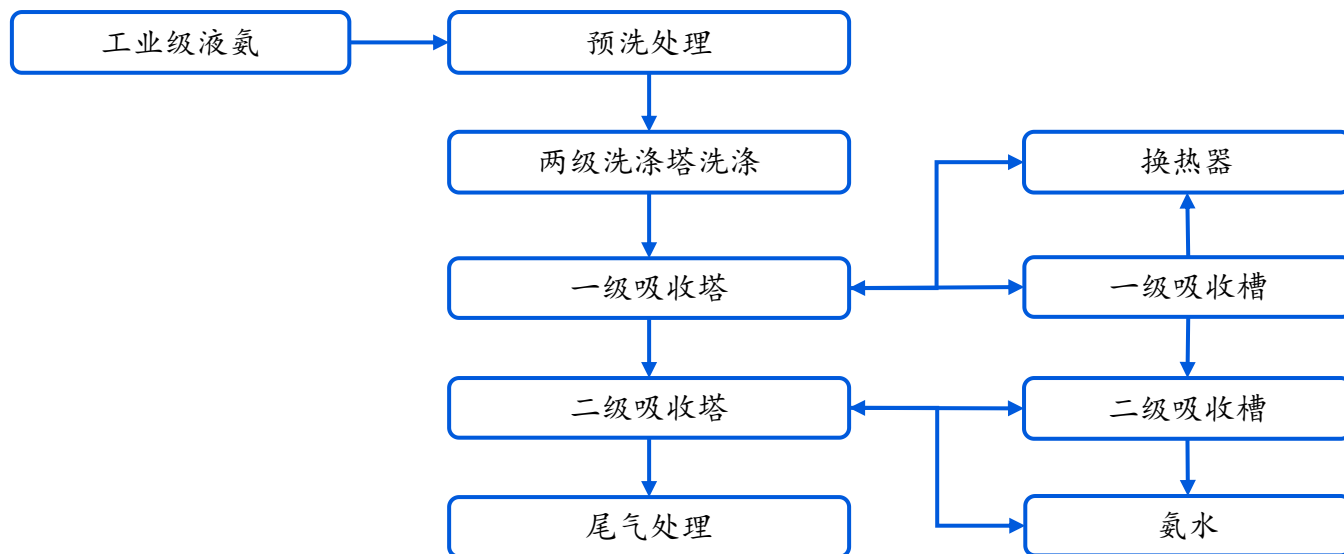 工业级液氨
预洗处理
两级洗涤塔洗涤
换热器
一级吸收塔
一级吸收槽
二级吸收塔
二级吸收槽
尾气处理
氨水